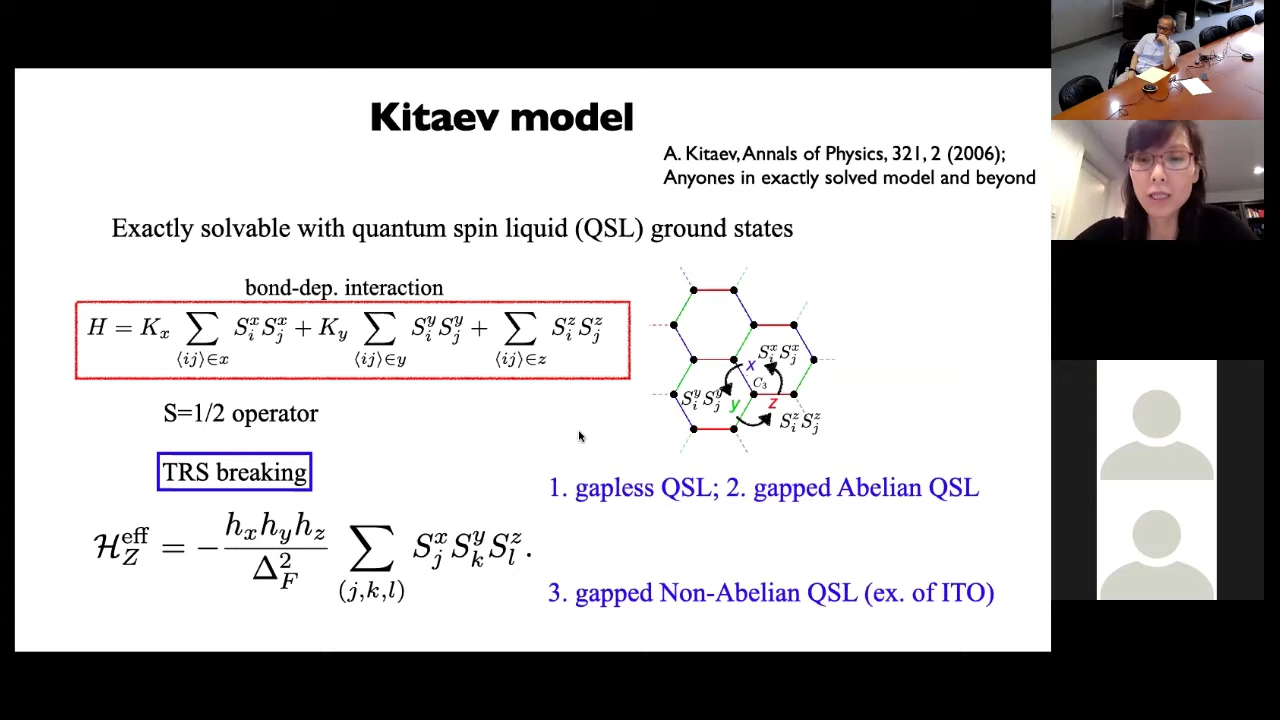 Kitaev model
A. Kitaev, Annals of Physics, 321, 2 (2006);
Anyones in exactly solved model and beyond
Exactly solvable with quantum spin liquid (QSL) ground states
bond-dep. interaction
H = K_x ∑_{⟨ij⟩∈x} S_i^x S_j^x + K_y ∑_{⟨ij⟩∈y} S_i^y S_j^y + ∑_{⟨ij⟩∈z} S_i^z S_j^z
S_i^x S_j^x
x
C_3
S_i^y S_j^y
y
z
S_i^z S_j^z
S=1/2 operator
TRS breaking
1. gapless QSL; 2. gapped Abelian QSL
ℋ_Z^eff = − (h_x h_y h_z / Δ_F^2) ∑_{(j,k,l)} S_j^x S_k^y S_l^z.
3. gapped Non-Abelian QSL (ex. of ITO)